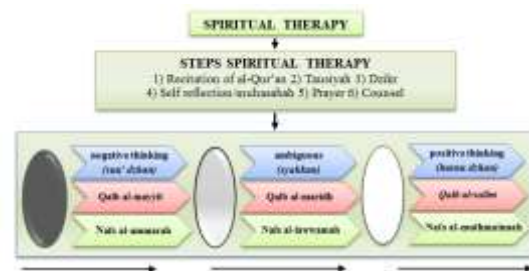 SPIRITUAL THERAPY
STEPS SPIRITUAL THERAPY
1) Recitation of al-Qur'an 2) Tausiyah 3) Dzikr
4) Self reflection/muhasabah 5) Prayer 6) Counsel
negative thinking
(suu' dzhan)
ambiguous
(syakhan)
positive thinking
(husnu dzhan)
Qalb al-mayyit
Qalb al-maridh
Qalb al-salim
Nafs al-ammarah
Nafs al-lawwamah
Nafs al-muthmainnah